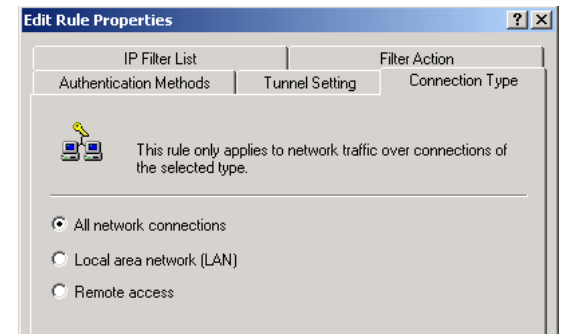 Edit Rule Properties
IP Filter List
Filter Action
Authentication Methods
Tunnel Setting
Connection Type
This rule only applies to network traffic over connections of
the selected type.
All network connections
Local area network (LAN)
Remote access